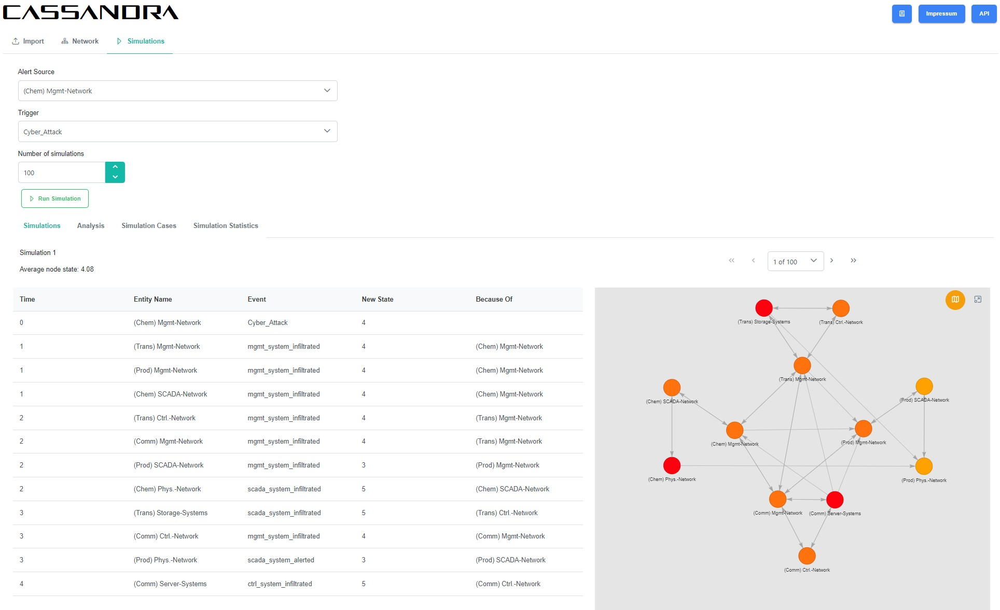 CASSANDRA
Impressum
API
Import
Network
Simulations
Alert Source
(Chem) Mgmt-Network
Trigger
Cyber_Attack
Number of simulations
100
Run Simulation
Simulations Analysis Simulation Cases Simulation Statistics
Simulation 1
Average node state: 4.08
1 of 100
Time Entity Name Event New State Because Of
0 (Chem) Mgmt-Network Cyber_Attack 4
1 (Trans) Mgmt-Network mgmt_system_infiltrated 4 (Chem) Mgmt-Network
1 (Prod) Mgmt-Network mgmt_system_infiltrated 4 (Chem) Mgmt-Network
1 (Chem) SCADA-Network mgmt_system_infiltrated 4 (Chem) Mgmt-Network
2 (Trans) Ctrl.-Network mgmt_system_infiltrated 4 (Trans) Mgmt-Network
2 (Comm) Mgmt-Network mgmt_system_infiltrated 4 (Trans) Mgmt-Network
2 (Prod) SCADA-Network mgmt_system_infiltrated 3 (Prod) Mgmt-Network
2 (Chem) Phys.-Network scada_system_infiltrated 5 (Chem) SCADA-Network
3 (Trans) Storage-Systems scada_system_infiltrated 5 (Trans) Ctrl.-Network
3 (Comm) Ctrl.-Network mgmt_system_infiltrated 4 (Comm) Mgmt-Network
3 (Prod) Phys.-Network scada_system_alerted 3 (Prod) SCADA-Network
4 (Comm) Server-Systems ctrl_system_infiltrated 5 (Comm) Ctrl.-Network
(Trans) Storage-Systems
(Trans) Ctrl.-Network
(Trans) Mgmt-Network
(Chem) SCADA-Network
(Prod) SCADA-Network
(Chem) Mgmt-Network
(Prod) Mgmt-Network
(Chem) Phys.-Network
(Prod) Phys.-Network
(Comm) Mgmt-Network
(Comm) Server-Systems
(Comm) Ctrl.-Network